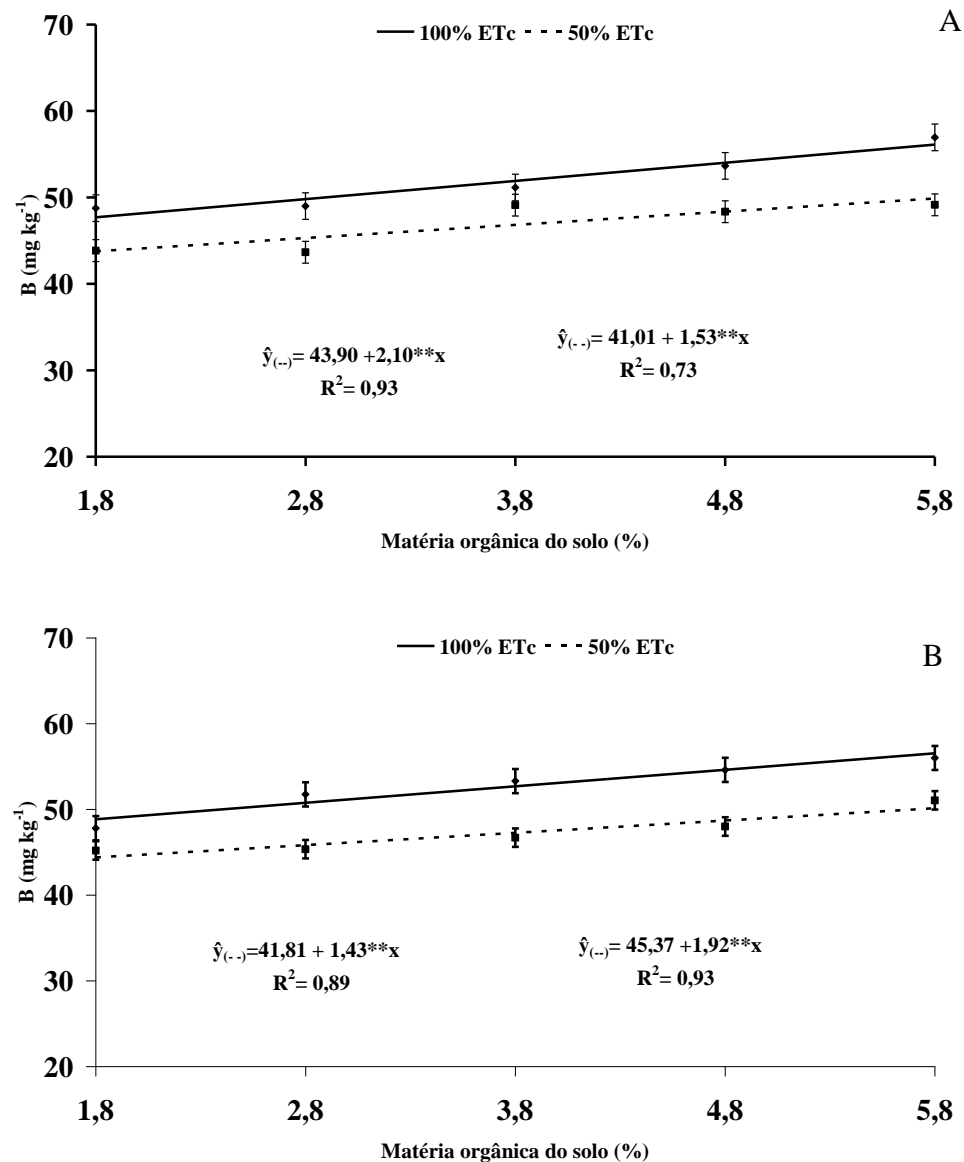 A
100% ETc 50% ETc
70
60
50
40
30
20
B (mg kg⁻¹)
ŷ(--)= 43,90 +2,10**x
R²= 0,93
ŷ(- -)= 41,01 + 1,53**x
R²= 0,73
1,8 2,8 3,8 4,8 5,8
Matéria orgânica do solo (%)
B
100% ETc 50% ETc
70
60
50
40
30
20
B (mg kg⁻¹)
ŷ(- -)=41,81 + 1,43**x
R²= 0,89
ŷ(--)= 45,37 +1,92**x
R²= 0,93
1,8 2,8 3,8 4,8 5,8
Matéria orgânica do solo (%)